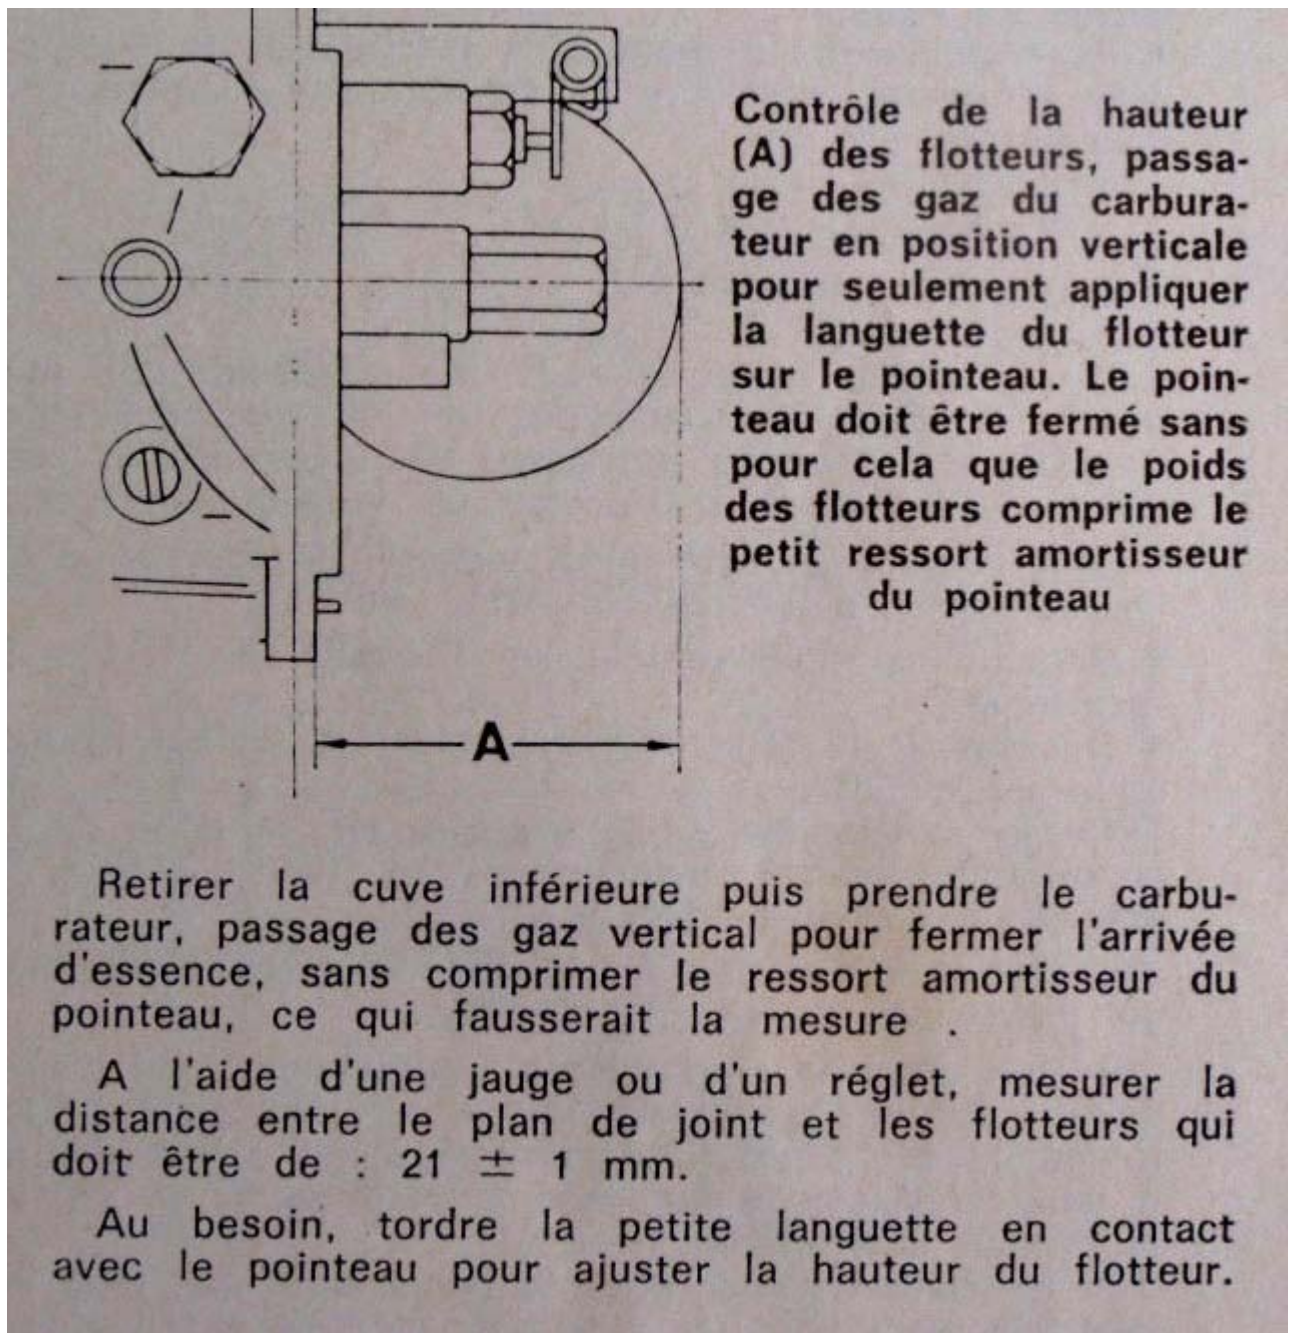 Contrôle de la hauteur
(A) des flotteurs, passa-
ge des gaz du carbura-
teur en position verticale
pour seulement appliquer
la languette du flotteur
sur le pointeau. Le poin-
teau doit être fermé sans
pour cela que le poids
des flotteurs comprime le
petit ressort amortisseur
du pointeau
A
Retirer la cuve inférieure puis prendre le carbu-
rateur, passage des gaz vertical pour fermer l'arrivée
d'essence, sans comprimer le ressort amortisseur du
pointeau, ce qui fausserait la mesure .
A l'aide d'une jauge ou d'un réglet, mesurer la
distance entre le plan de joint et les flotteurs qui
doit être de : 21 ± 1 mm.
Au besoin, tordre la petite languette en contact
avec le pointeau pour ajuster la hauteur du flotteur.